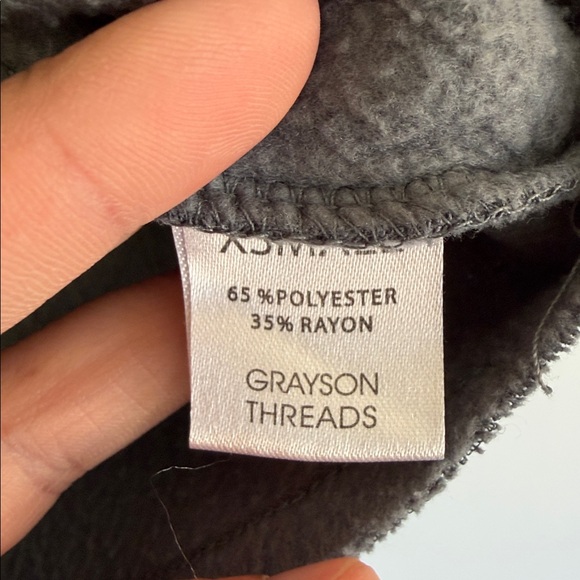 65 %POLYESTER
35% RAYON
GRAYSON
THREADS